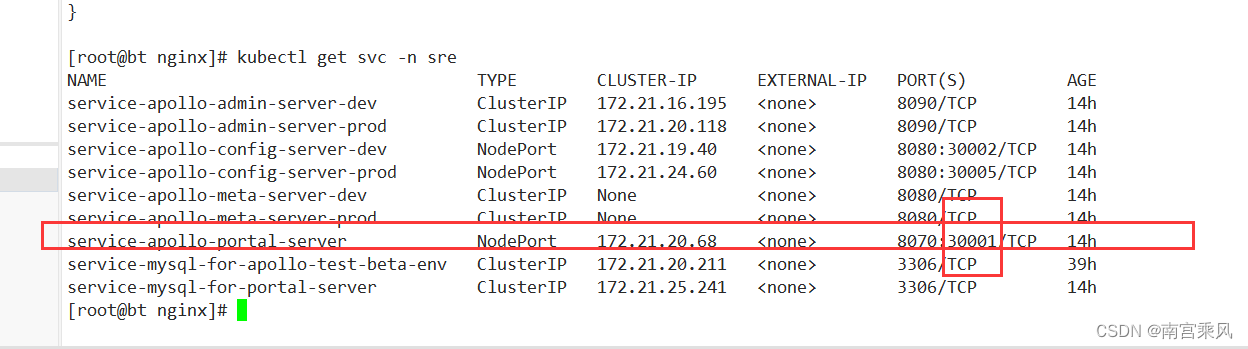 }
[root@bt nginx]# kubectl get svc -n sre
NAME TYPE CLUSTER-IP EXTERNAL-IP PORT(S) AGE
service-apollo-admin-server-dev ClusterIP 172.21.16.195 <none> 8090/TCP 14h
service-apollo-admin-server-prod ClusterIP 172.21.20.118 <none> 8090/TCP 14h
service-apollo-config-server-dev NodePort 172.21.19.40 <none> 8080:30002/TCP 14h
service-apollo-config-server-prod NodePort 172.21.24.60 <none> 8080:30005/TCP 14h
service-apollo-meta-server-dev ClusterIP None <none> 8080/TCP 14h
service-apollo-meta-server-prod ClusterIP None <none> 8080/TCP 14h
service-apollo-portal-server NodePort 172.21.20.68 <none> 8070:30001/TCP 14h
service-mysql-for-apollo-test-beta-env ClusterIP 172.21.20.211 <none> 3306/TCP 39h
service-mysql-for-portal-server ClusterIP 172.21.25.241 <none> 3306/TCP 14h
[root@bt nginx]#
CSDN @南宫乘风